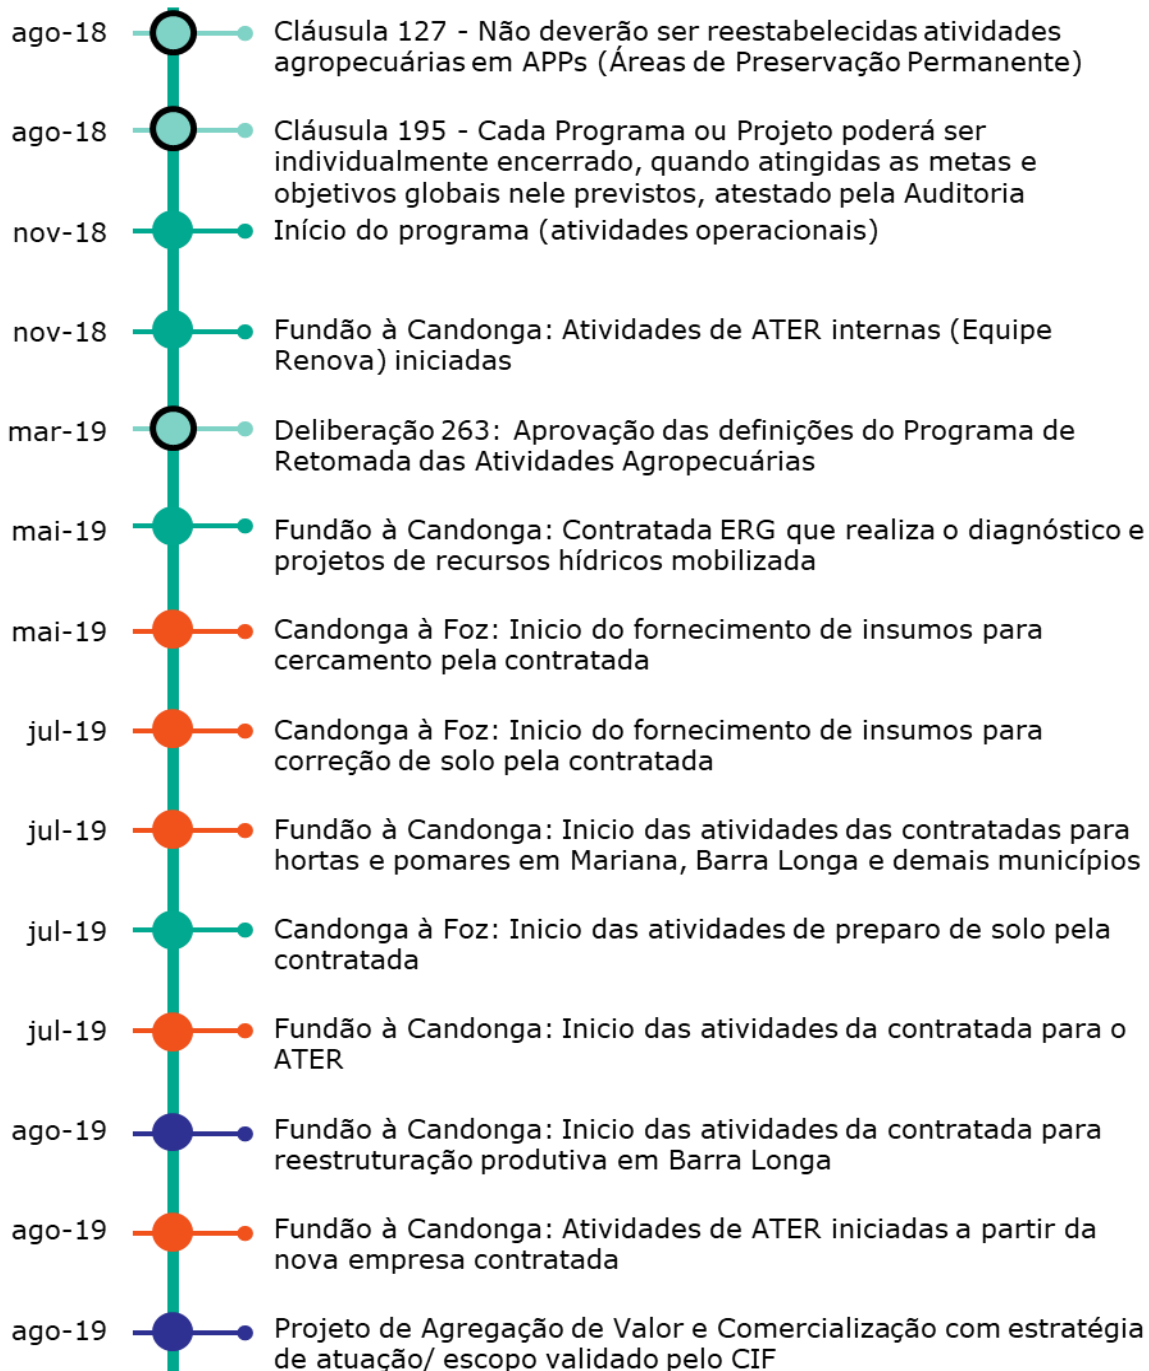 ago-18
Cláusula 127 - Não deverão ser reestabelecidas atividades
agropecuárias em APPs (Áreas de Preservação Permanente)
ago-18
Cláusula 195 - Cada Programa ou Projeto poderá ser
individualmente encerrado, quando atingidas as metas e
objetivos globais nele previstos, atestado pela Auditoria
nov-18
Início do programa (atividades operacionais)
nov-18
Fundão à Candonga: Atividades de ATER internas (Equipe
Renova) iniciadas
mar-19
Deliberação 263: Aprovação das definições do Programa de
Retomada das Atividades Agropecuárias
mai-19
Fundão à Candonga: Contratada ERG que realiza o diagnóstico e
projetos de recursos hídricos mobilizada
mai-19
Candonga à Foz: Inicio do fornecimento de insumos para
cercamento pela contratada
jul-19
Candonga à Foz: Inicio do fornecimento de insumos para
correção de solo pela contratada
jul-19
Fundão à Candonga: Inicio das atividades das contratadas para
hortas e pomares em Mariana, Barra Longa e demais municípios
jul-19
Candonga à Foz: Inicio das atividades de preparo de solo pela
contratada
jul-19
Fundão à Candonga: Inicio das atividades da contratada para o
ATER
ago-19
Fundão à Candonga: Inicio das atividades da contratada para
reestruturação produtiva em Barra Longa
ago-19
Fundão à Candonga: Atividades de ATER iniciadas a partir da
nova empresa contratada
ago-19
Projeto de Agregação de Valor e Comercialização com estratégia
de atuação/ escopo validado pelo CIF